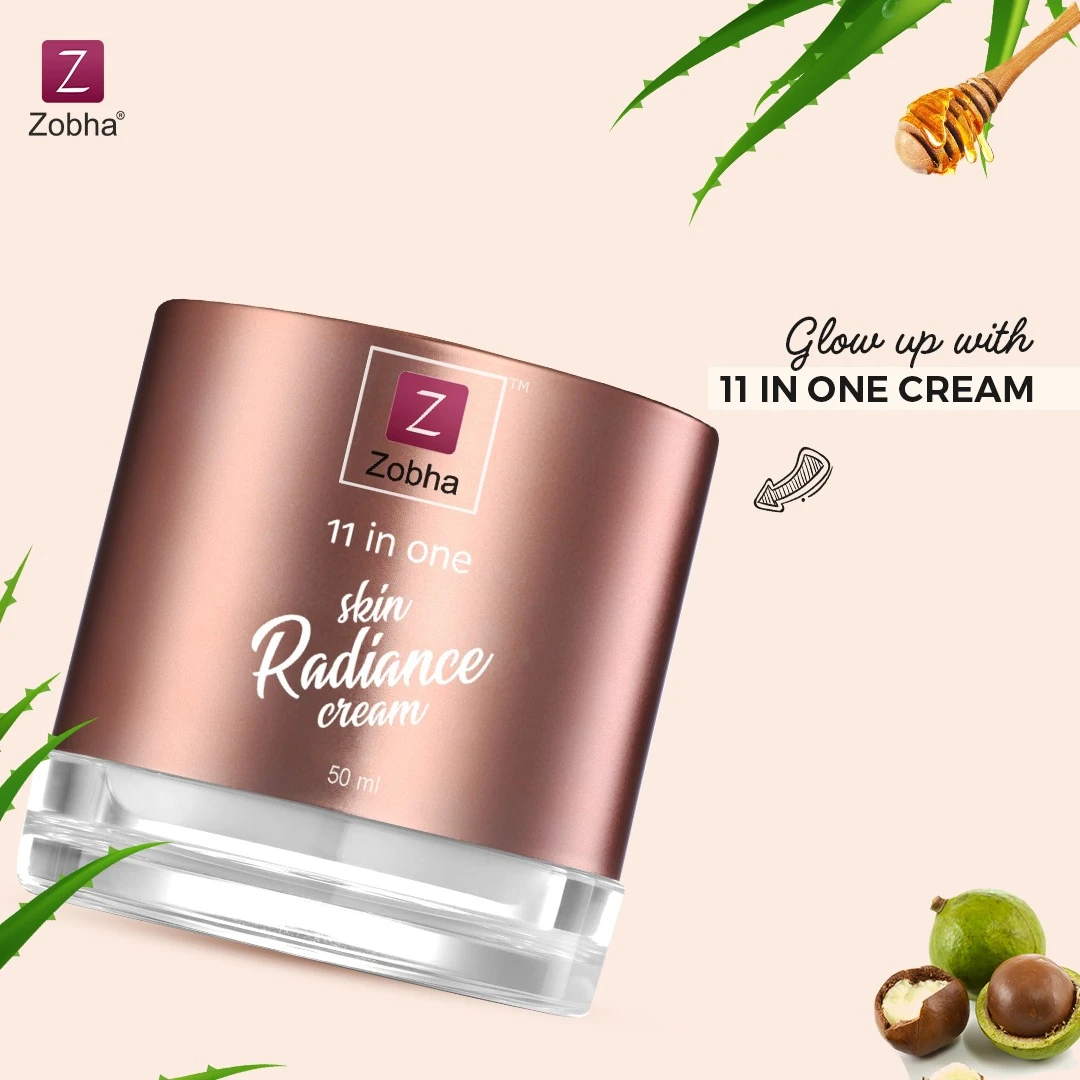 Z
Zobha®
Glow up with
11 IN ONE CREAM
Z
Zobha
TM
11 in one
skin
Radiance
cream
50 ml